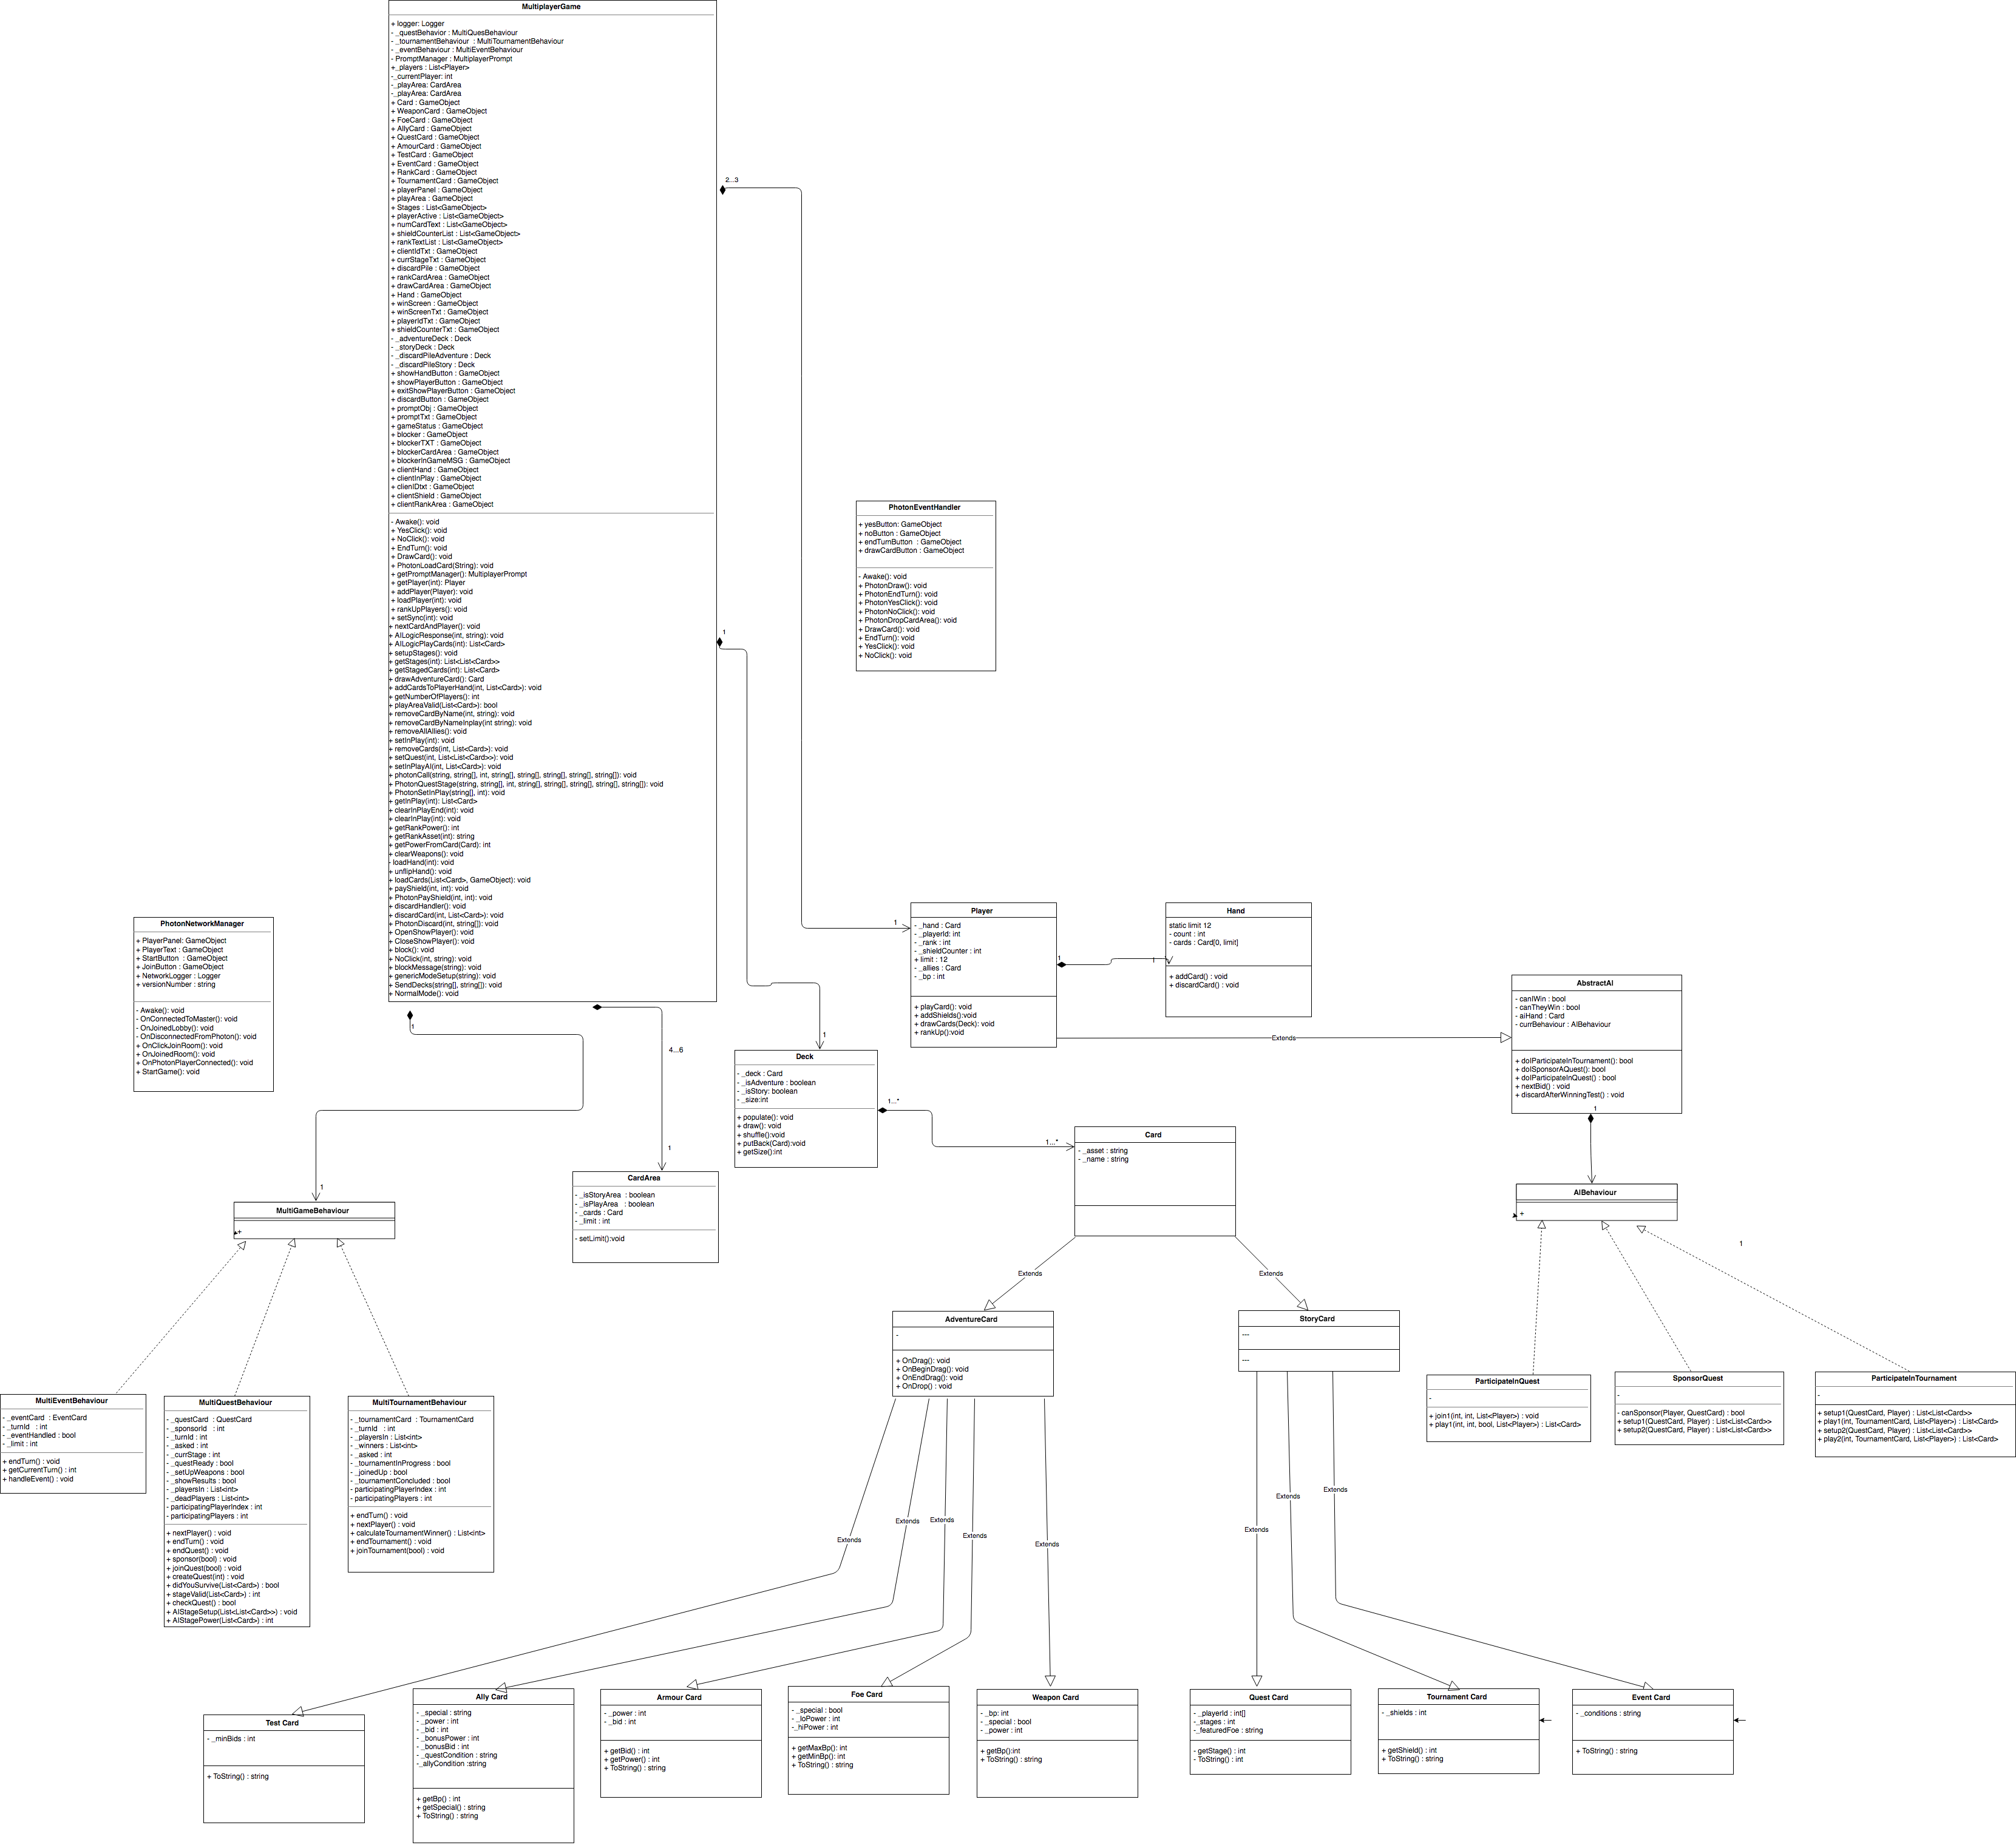 MultiplayerGame
+ logger: Logger
- _questBehavior : MultiQuesBehaviour
- _tournamentBehaviour : MultiTournamentBehaviour
- _eventBehaviour : MultiEventBehaviour
- PromptManager : MultiplayerPrompt
+_players : List<Player>
-_currentPlayer: int
-_playArea: CardArea
-_playArea: CardArea
+ Card : GameObject
+ WeaponCard : GameObject
+ FoeCard : GameObject
+ AllyCard : GameObject
+ QuestCard : GameObject
+ AmourCard : GameObject
+ TestCard : GameObject
+ EventCard : GameObject
+ RankCard : GameObject
+ TournamentCard : GameObject
+ playerPanel : GameObject
+ playArea : GameObject
+ Stages : List<GameObject>
+ playerActive : List<GameObject>
+ numCardText : List<GameObject>
+ shieldCounterList : List<GameObject>
+ rankTextList : List<GameObject>
+ clientIdTxt : GameObject
+ currStageTxt : GameObject
+ discardPile : GameObject
+ rankCardArea : GameObject
+ drawCardArea : GameObject
+ Hand : GameObject
+ winScreen : GameObject
+ winScreenTxt : GameObject
+ playerIdTxt : GameObject
+ shieldCounterTxt : GameObject
- _adventureDeck : Deck
- _storyDeck : Deck
- _discardPileAdventure : Deck
- _discardPileStory : Deck
+ showHandButton : GameObject
+ showPlayerButton : GameObject
+ exitShowPlayerButton : GameObject
+ discardButton : GameObject
+ promptObj : GameObject
+ promptTxt : GameObject
+ gameStatus : GameObject
+ blocker : GameObject
+ blockerTXT : GameObject
+ blockerCardArea : GameObject
+ blockerInGameMSG : GameObject
+ clientHand : GameObject
+ clientInPlay : GameObject
+ clienIDtxt : GameObject
+ clientShield : GameObject
+ clientRankArea : GameObject
- Awake(): void
+ YesClick(): void
+ NoClick(): void
+ EndTurn(): void
+ DrawCard(): void
+ PhotonLoadCard(String): void
+ getPromptManager(): MultiplayerPrompt
+ getPlayer(int): Player
+ addPlayer(Player): void
+ loadPlayer(int): void
+ rankUpPlayers(): void
+ setSync(int): void
+ nextCardAndPlayer(): void
+ AILogicResponse(int, string): void
+ AILogicPlayCards(int): List<Card>
+ setupStages(): void
+ getStages(int): List<List<Card>>
+ getStagedCards(int): List<Card>
+ drawAdventureCard(): Card
+ addCardsToPlayerHand(int, List<Card>): void
+ getNumberOfPlayers(): int
+ playAreaValid(List<Card>): bool
+ removeCardByName(int, string): void
+ removeCardByNameInplay(int string): void
+ removeAllAllies(): void
+ setInPlay(int): void
+ removeCards(int, List<Card>): void
+ setQuest(int, List<List<Card>>): void
+ setInPlayAI(int, List<Card>): void
+ photonCall(string, string[], int, string[], string[], string[], string[], string[]): void
+ PhotonQuestStage(string, string[], int, string[], string[], string[], string[], string[]): void
+ PhotonSetInPlay(string[], int): void
+ getInPlay(int): List<Card>
+ clearInPlayEnd(int): void
+ clearInPlay(int): void
+ getRankPower(): int
+ getRankAsset(int): string
+ getPowerFromCard(Card): int
+ clearWeapons(): void
- loadHand(int): void
+ unflipHand(): void
+ loadCards(List<Card>, GameObject): void
+ payShield(int, int): void
+ PhotonPayShield(int, int): void
+ discardHandler(): void
+ discardCard(int, List<Card>): void
+ PhotonDiscard(int, string[]): void
+ OpenShowPlayer(): void
+ CloseShowPlayer(): void
+ block(): void
+ NoClick(int, string): void
+ blockMessage(string): void
+ genericModeSetup(string): void
+ SendDecks(string[], string[]): void
+ NormalMode(): void
2...3
1
1
1
4...6
1
1
1
PhotonEventHandler
+ yesButton: GameObject
+ noButton : GameObject
+ endTurnButton : GameObject
+ drawCardButton : GameObject
- Awake(): void
+ PhotonDraw(): void
+ PhotonEndTurn(): void
+ PhotonYesClick(): void
+ PhotonNoClick(): void
+ PhotonDropCardArea(): void
+ DrawCard(): void
+ EndTurn(): void
+ YesClick(): void
+ NoClick(): void
PhotonNetworkManager
+ PlayerPanel: GameObject
+ PlayerText : GameObject
+ StartButton : GameObject
+ JoinButton : GameObject
+ NetworkLogger : Logger
+ versionNumber : string
- Awake(): void
- OnConnectedToMaster(): void
- OnJoinedLobby(): void
- OnDisconnectedFromPhoton(): void
+ OnClickJoinRoom(): void
+ OnJoinedRoom(): void
+ OnPhotonPlayerConnected(): void
+ StartGame(): void
Player
- _hand : Card
- _playerId: int
- _rank : int
- _shieldCounter : int
+ limit : 12
- _allies : Card
- _bp : int
+ playCard(): void
+ addShields():void
+ drawCards(Deck): void
+ rankUp():void
1
1
Hand
static limit 12
- count : int
- cards : Card[0, limit]
+ addCard() : void
+ discardCard() : void
Extends
AbstractAI
- canIWin : bool
- canTheyWin : bool
- aiHand : Card
- currBehaviour : AIBehaviour
+ doIParticipateInTournament(): bool
+ doISponsorAQuest(): bool
+ doIParticipateInQuest() : bool
+ nextBid() : void
+ discardAfterWinningTest() : void
1
AIBehaviour
+
1
Deck
- _deck : Card
- _isAdventure : boolean
- _isStory: boolean
- _size:int
+ populate(): void
+ draw(): void
+ shuffle():void
+ putBack(Card):void
+ getSize():int
1...*
1...*
Card
- _asset : string
- _name : string
CardArea
- _isStoryArea : boolean
- _isPlayArea : boolean
- _cards : Card
- _limit : int
- setLimit():void
MultiGameBehaviour
+
Extends
Extends
AdventureCard
-
+ OnDrag(): void
+ OnBeginDrag(): void
+ OnEndDrag(): void
+ OnDrop() : void
StoryCard
---
---
MultiEventBehaviour
- _eventCard : EventCard
- _turnId : int
- _eventHandled : bool
- _limit : int
+ endTurn() : void
+ getCurrentTurn() : int
+ handleEvent() : void
MultiQuestBehaviour
- _questCard : QuestCard
- _sponsorId : int
- _turnId : int
- _asked : int
- _currStage : int
- _questReady : bool
- _setUpWeapons : bool
- _showResults : bool
- _playersIn : List<int>
- _deadPlayers : List<int>
- participatingPlayerIndex : int
- participatingPlayers : int
+ nextPlayer() : void
+ endTurn() : void
+ endQuest() : void
+ sponsor(bool) : void
+ joinQuest(bool) : void
+ createQuest(int) : void
+ didYouSurvive(List<Card>) : bool
+ stageValid(List<Card>) : int
+ checkQuest() : bool
+ AIStageSetup(List<List<Card>>) : void
+ AIStagePower(List<Card>) : int
MultiTournamentBehaviour
- _tournamentCard : TournamentCard
- _turnId : int
- _playersIn : List<int>
- _winners : List<int>
- _asked : int
- _tournamentInProgress : bool
- _joinedUp : bool
- _tournamentConcluded : bool
- participatingPlayerIndex : int
- participatingPlayers : int
+ endTurn() : void
+ nextPlayer() : void
+ calculateTournamentWinner() : List<int>
+ endTournament() : void
+ joinTournament(bool) : void
ParticipateInQuest
-
+ join1(int, int, List<Player>) : void
+ play1(int, int, bool, List<Player>) : List<Card>
SponsorQuest
-
- canSponsor(Player, QuestCard) : bool
+ setup1(QuestCard, Player) : List<List<Card>>
+ setup2(QuestCard, Player) : List<List<Card>>
ParticipateInTournament
-
+ setup1(QuestCard, Player) : List<List<Card>>
+ play1(int, TournamentCard, List<Player>) : List<Card>
+ setup2(QuestCard, Player) : List<List<Card>>
+ play2(int, TournamentCard, List<Player>) : List<Card>
Extends
Extends
Extends
Extends
Extends
Extends
Extends
Extends
Test Card
- _minBids : int
+ ToString() : string
Ally Card
- _special : string
- _power : int
- _bid : int
- _bonusPower : int
- _bonusBid : int
- _questCondition : string
-_allyCondition :string
+ getBp() : int
+ getSpecial() : string
+ ToString() : string
Armour Card
- _power : int
- _bid : int
+ getBid() : int
+ getPower() : int
+ ToString() : string
Foe Card
- _special : bool
- _loPower : int
-_hiPower : int
+ getMaxBp(): int
+ getMinBp(): int
+ ToString() : string
Weapon Card
- _bp: int
-_special : bool
- _power : int
+ getBp():int
+ ToString() : string
Quest Card
- _playerId : int[]
-_stages : int
-_featuredFoe : string
- getStage() : int
- ToString() : int
Tournament Card
- _shields : int
+ getShield() : int
+ ToString() : string
Event Card
- _conditions : string
+ ToString() : string